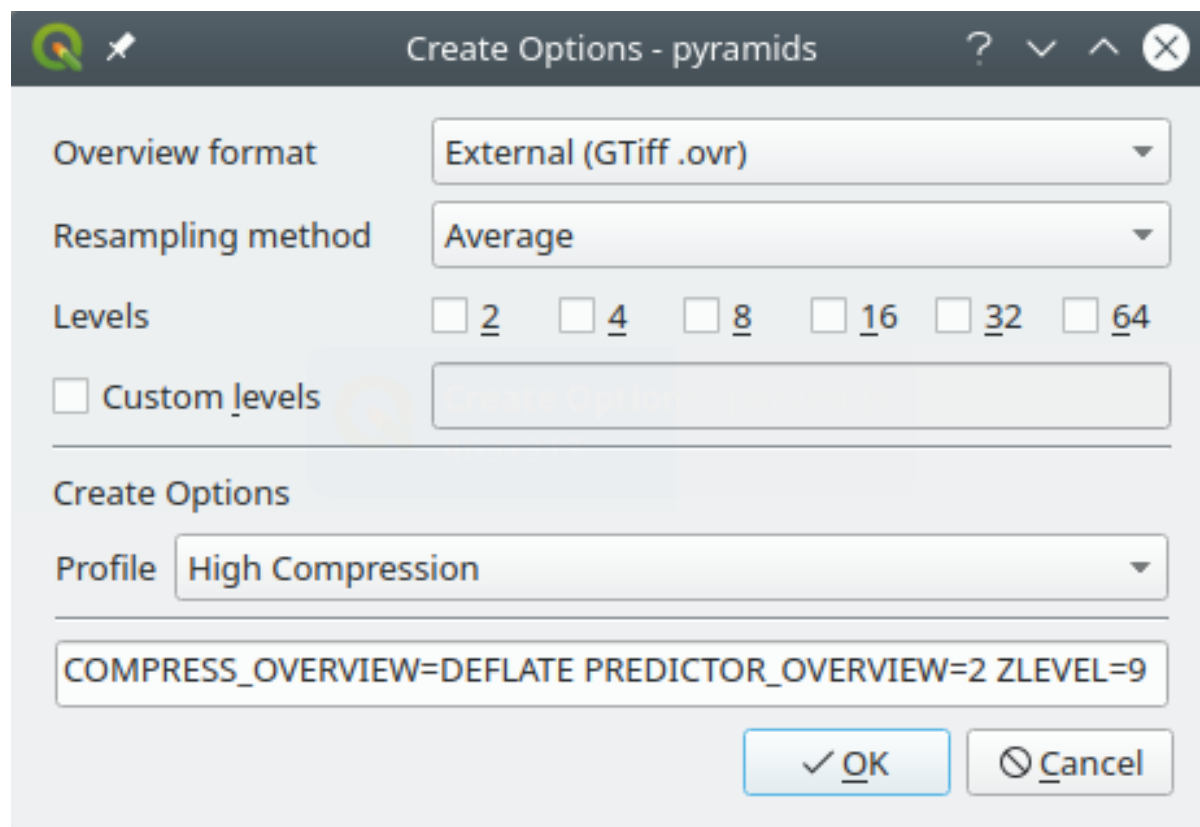 Create Options - pyramids
Overview format External (GTiff .ovr)
Resampling method Average
Levels 2 4 8 16 32 64
Custom levels
Create Options
Profile High Compression
COMPRESS_OVERVIEW=DEFLATE PREDICTOR_OVERVIEW=2 ZLEVEL=9
OK Cancel